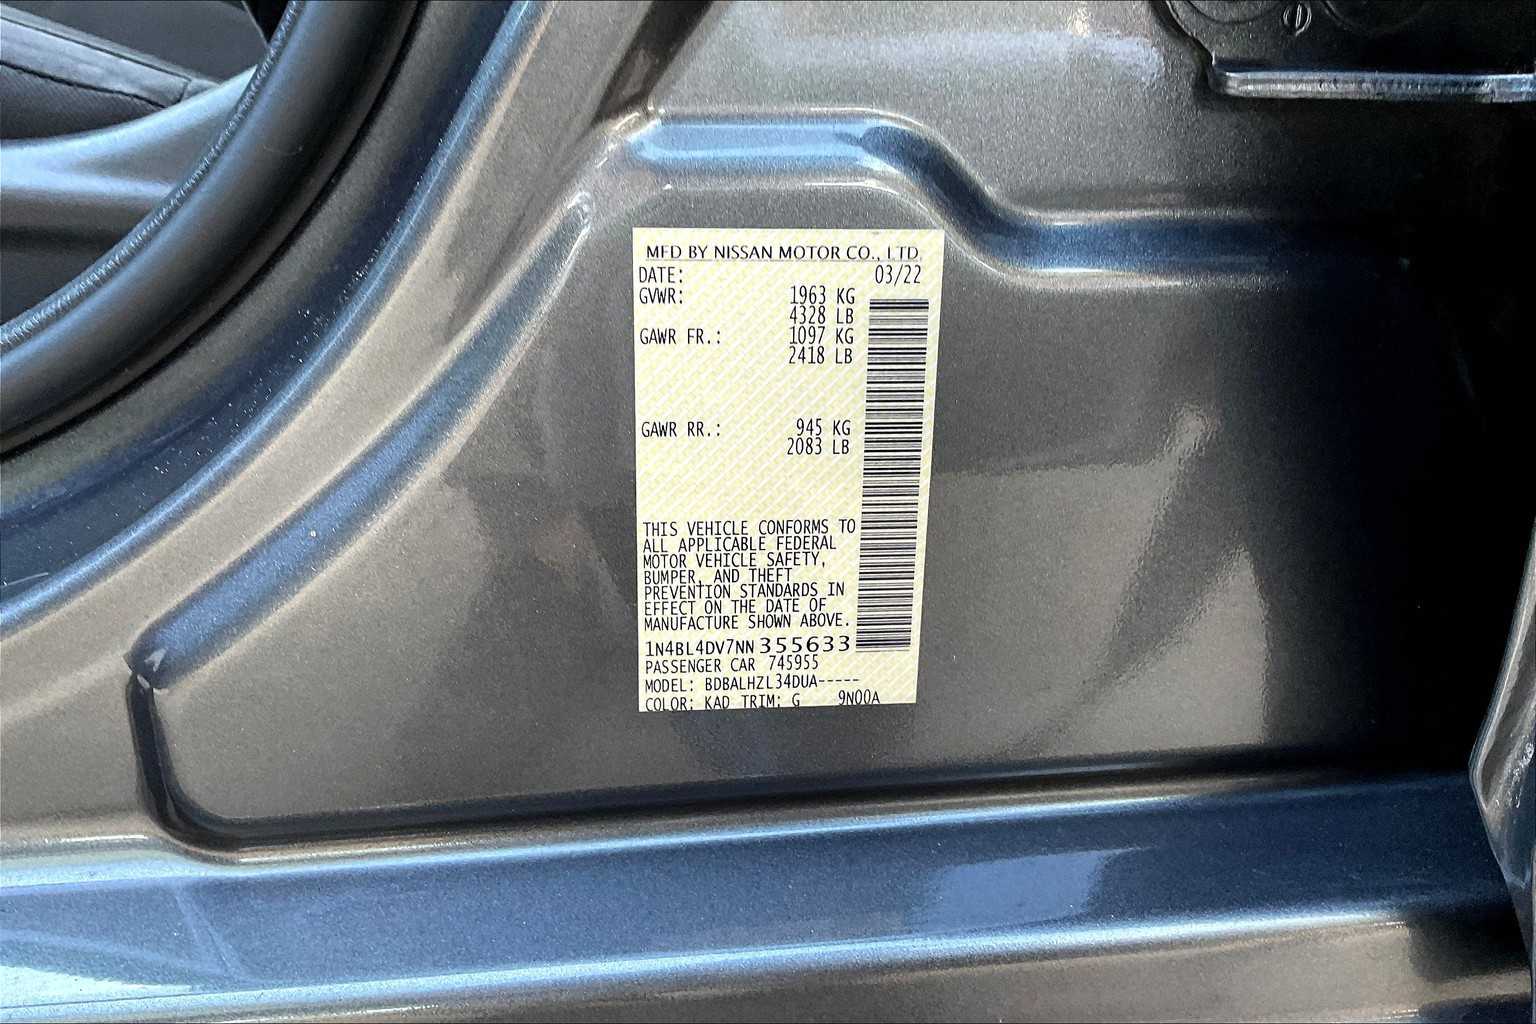 MFD BY NISSAN MOTOR CO., LTD.
DATE: 03/22
GVWR: 1963 KG
4328 LB
GAWR FR.: 1097 KG
2418 LB
GAWR RR.: 945 KG
2083 LB
THIS VEHICLE CONFORMS TO
ALL APPLICABLE FEDERAL
MOTOR VEHICLE SAFETY,
BUMPER, AND THEFT
PREVENTION STANDARDS IN
EFFECT ON THE DATE OF
MANUFACTURE SHOWN ABOVE.
1N4BL4DV7NN355633
PASSENGER CAR 745955
MODEL: BDBALHZL34DUA-----
COLOR: KAD TRIM: G 9N00A